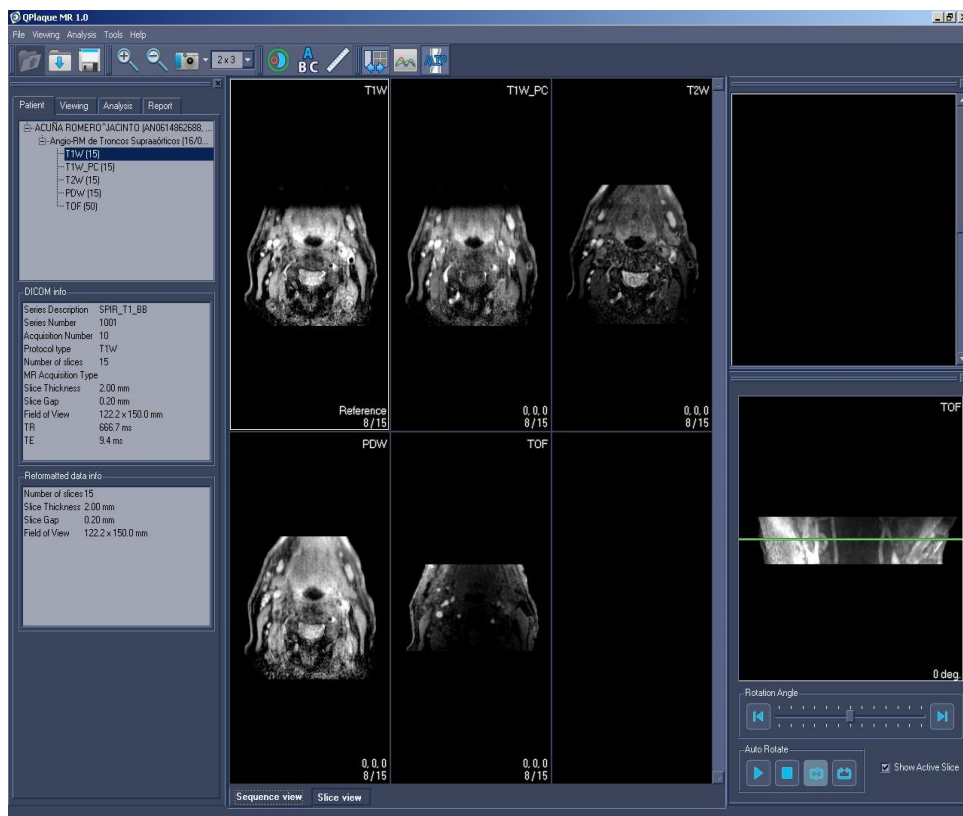 QPlaque MR 1.0
File Viewing Analysis Tools Help
2 x 3
A
B C
MIP
Patient Viewing Analysis Report
ACUÑA ROMERO^JACINTO (AN0614862688, ...
Angio-RM de Troncos Supraaórticos (16/0...
T1W (15)
T1W_PC (15)
T2W (15)
PDW (15)
TOF (50)
DICOM info
Series Description SPIR_T1_BB
Series Number 1001
Acquisition Number 10
Protocol type T1W
Number of slices 15
MR Acquisition Type
Slice Thickness 2.00 mm
Slice Gap 0.20 mm
Field of View 122.2 x 150.0 mm
TR 666.7 ms
TE 9.4 ms
Reformatted data info
Number of slices 15
Slice Thickness 2.00 mm
Slice Gap 0.20 mm
Field of View 122.2 x 150.0 mm
T1W
Reference
8 / 15
T1W_PC
0, 0, 0
8 / 15
T2W
0, 0, 0
8 / 15
PDW
0, 0, 0
8 / 15
TOF
0, 0, 0
8 / 15
Sequence view Slice view
TOF
0 deg.
Rotation Angle
Auto Rotate
Show Active Slice